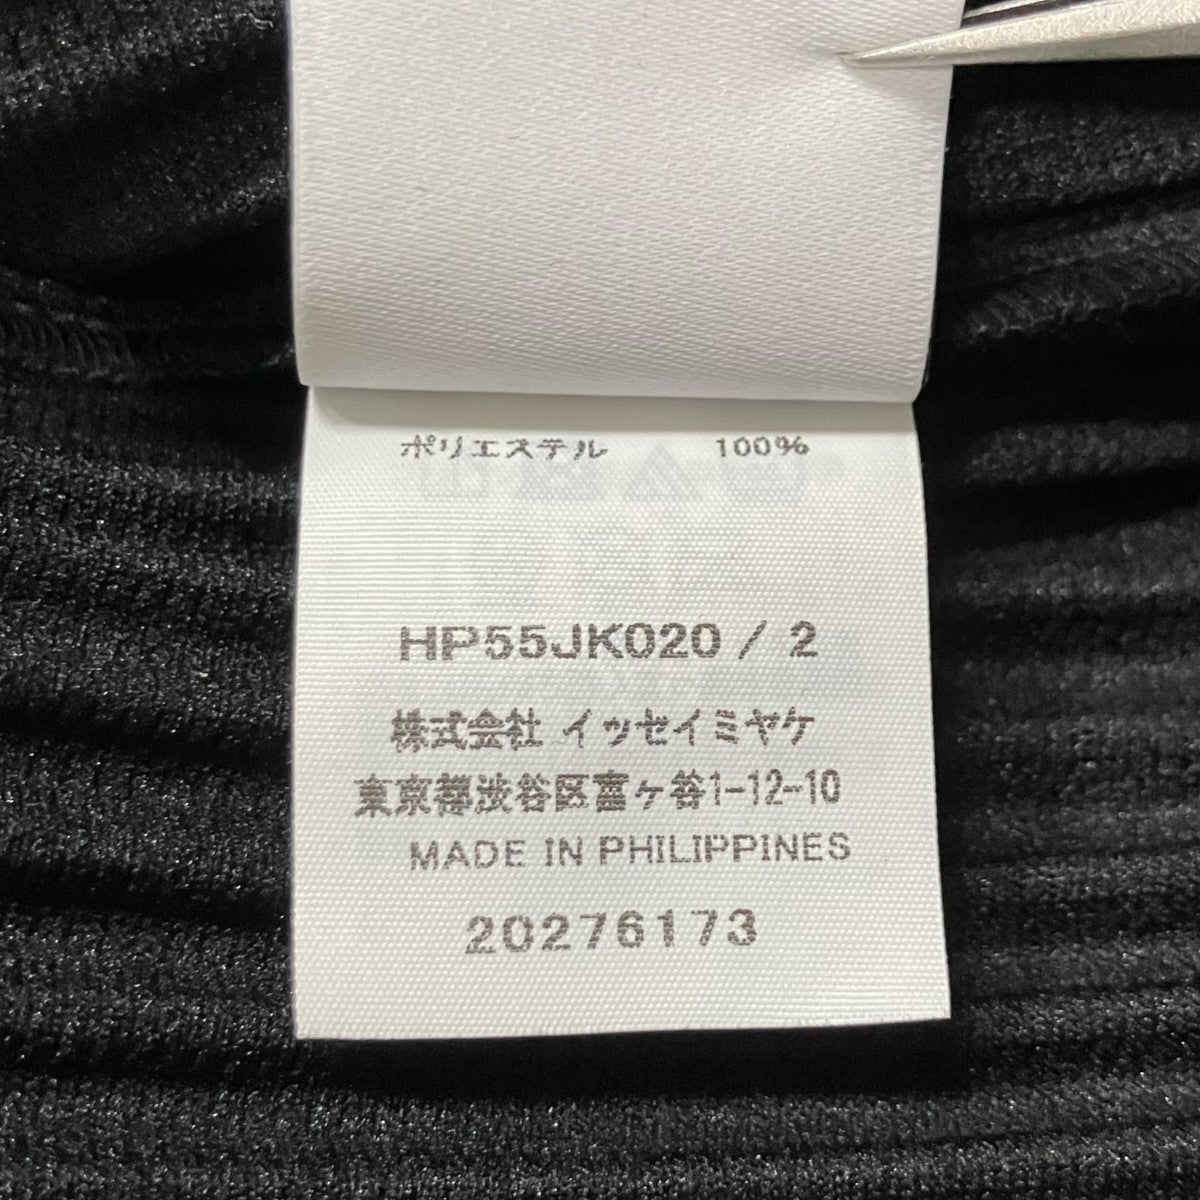 ポリエステル 100%
HP55JK020 / 2
株式会社 イッセイミヤケ
東京都渋谷区富ヶ谷1-12-10
MADE IN PHILIPPINES
20276173